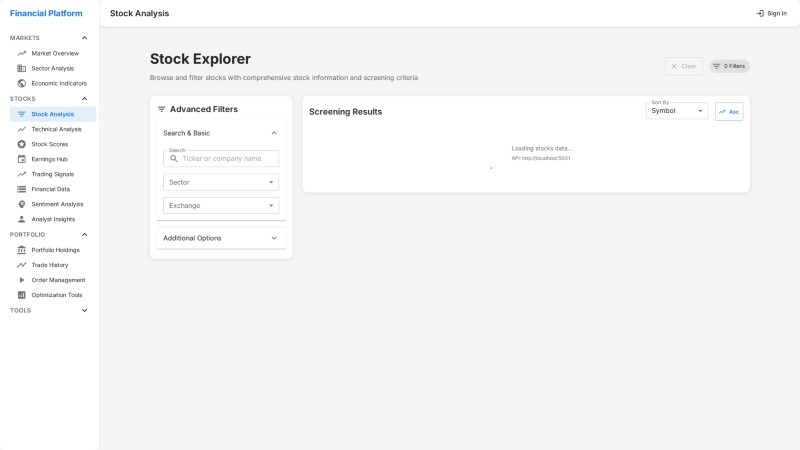 Financial Platform
Stock Analysis
Sign In
MARKETS
Market Overview
Sector Analysis
Economic Indicators
STOCKS
Stock Analysis
Technical Analysis
Stock Scores
Earnings Hub
Trading Signals
Financial Data
Sentiment Analysis
Analyst Insights
PORTFOLIO
Portfolio Holdings
Trade History
Order Management
Optimization Tools
TOOLS
Stock Explorer
Browse and filter stocks with comprehensive stock information and screening criteria
Clear
0 Filters
Advanced Filters
Search & Basic
Search
Ticker or company name
Sector
Exchange
Additional Options
Screening Results
Sort By
Symbol
Asc
Loading stocks data...
API: http://localhost:5001